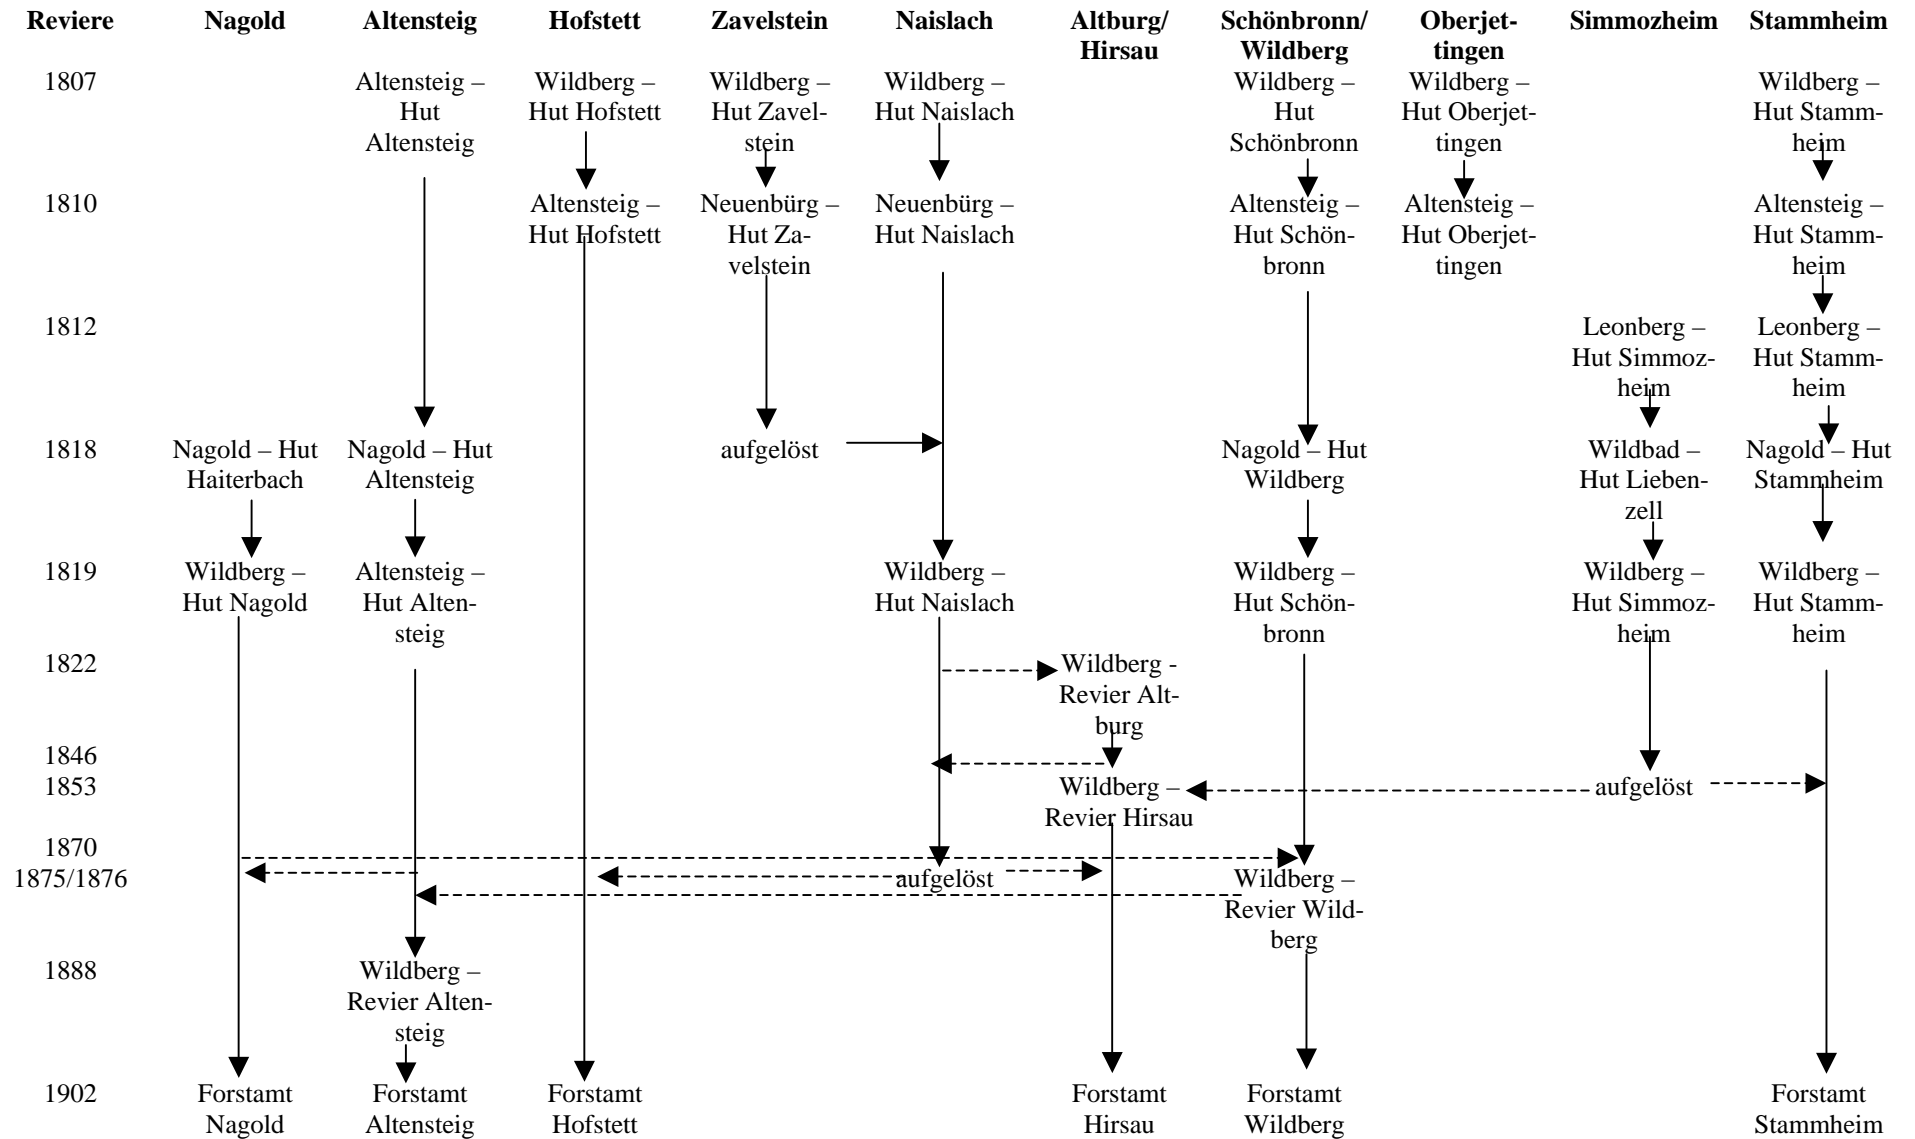 Reviere Nagold Altensteig Hofstett Zavelstein Naislach Altburg/ Schönbronn/ Oberjet- Simmozheim Stammheim
Hirsau Wildberg tingen
1807 Altensteig – Wildberg – Wildberg – Wildberg – Wildberg – Wildberg – Wildberg –
Hut Hut Hofstett Hut Zavel- Hut Naislach Hut Hut Oberjet- Hut Stamm-
Altensteig stein Schönbronn tingen heim
1810 Altensteig – Neuenbürg – Neuenbürg – Altensteig – Altensteig – Altensteig –
Hut Hofstett Hut Za- Hut Naislach Hut Schön- Hut Oberjet- Hut Stamm-
velstein bronn tingen heim
1812 Leonberg – Leonberg –
Hut Simmoz- Hut Stamm-
heim heim
1818 Nagold – Hut Nagold – Hut aufgelöst Nagold – Hut Wildbad – Nagold – Hut
Haiterbach Altensteig Wildberg Hut Lieben- Stammheim
zell
1819 Wildberg – Altensteig – Wildberg – Wildberg – Wildberg – Wildberg –
Hut Nagold Hut Alten- Hut Naislach Hut Schön- Hut Simmoz- Hut Stamm-
steig bronn heim heim
1822 Wildberg -
Revier Alt-
burg
1846
1853 Wildberg – aufgelöst
Revier Hirsau
1870
1875/1876 aufgelöst Wildberg –
Revier Wild-
berg
1888 Wildberg –
Revier Alten-
steig
1902 Forstamt Forstamt Forstamt Forstamt Forstamt Forstamt
Nagold Altensteig Hofstett Hirsau Wildberg Stammheim